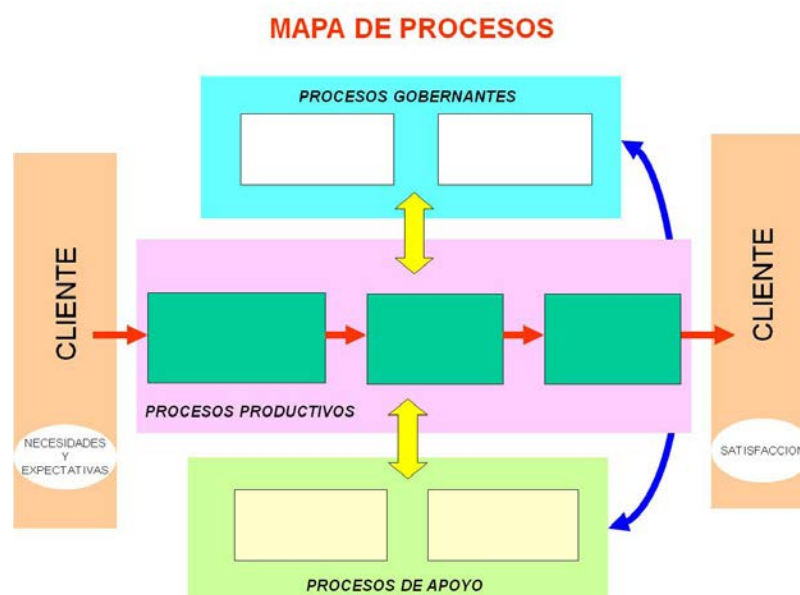 MAPA DE PROCESOS
PROCESOS GOBERNANTES
CLIENTE
NECESIDADES
Y
EXPECTATIVAS
PROCESOS PRODUCTIVOS
CLIENTE
SATISFACCION
PROCESOS DE APOYO